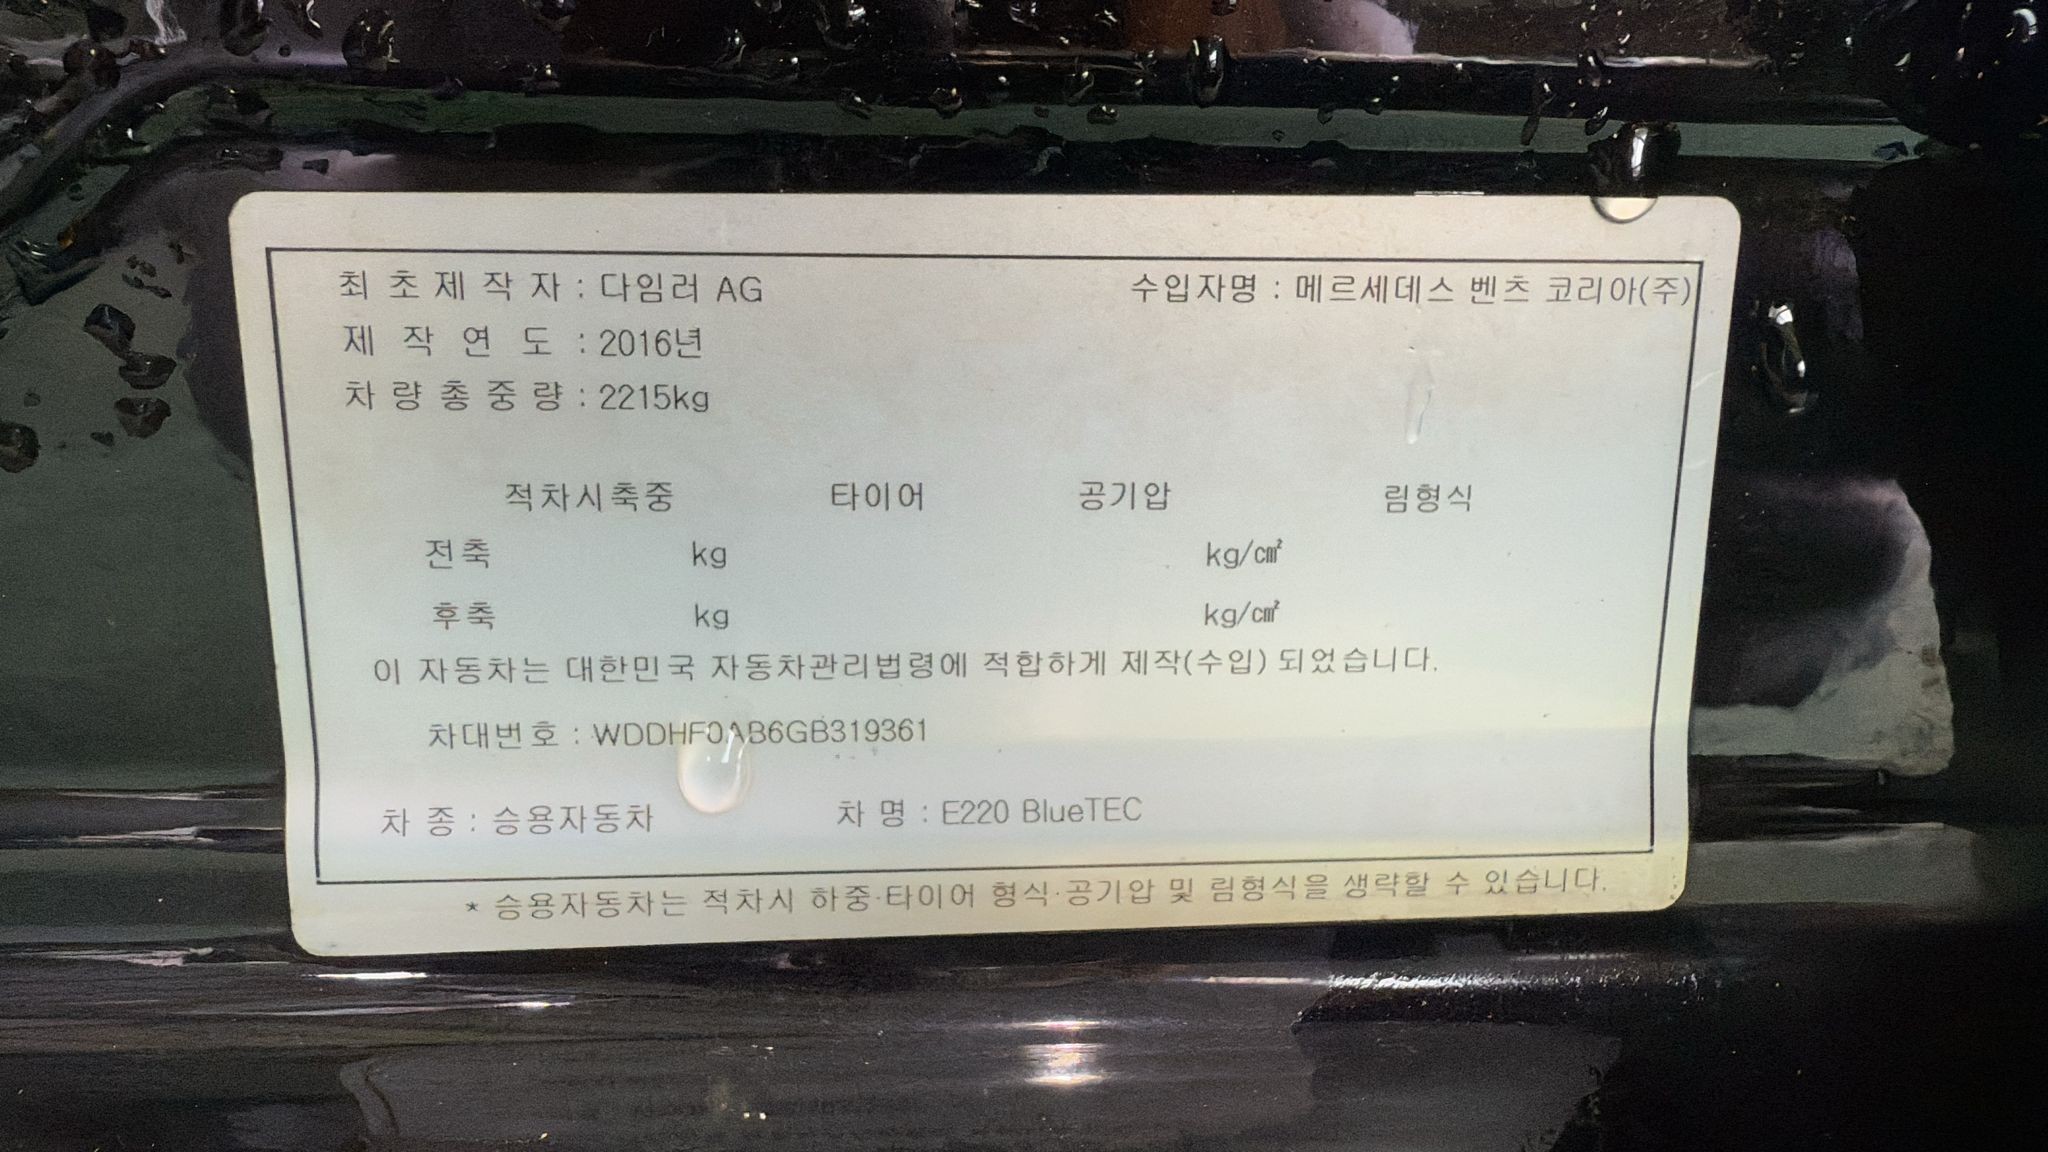 최초제작자 : 다임러 AG 수입자명 : 메르세데스 벤츠 코리아(주)
제작연도 : 2016년
차량총중량 : 2215kg
적차시축중 타이어 공기압 림형식
전축 kg kg/㎠
후축 kg kg/㎠
이 자동차는 대한민국 자동차관리법령에 적합하게 제작(수입) 되었습니다.
차대번호 : WDDHF0AB6GB319361
차종 : 승용자동차 차명 : E220 BlueTEC
* 승용자동차는 적차시 하중·타이어 형식·공기압 및 림형식을 생략할 수 있습니다.